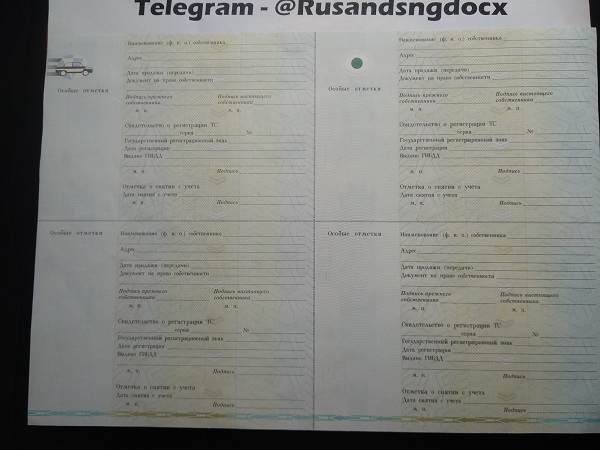 Telegram - @Rusandsngdocx
Наименование (ф. и. о.) собственника
Адрес
Дата продажи (передачи)
Документ на право собственности
Особые отметки
Подпись прежнего собственника
Подпись настоящего собственника
м. п.
м. п.
Свидетельство о регистрации ТС
серия №
Государственный регистрационный знак
Дата регистрации
Выдано ГИБДД
м. п. Подпись
Отметка о снятии с учета
Дата снятия с учета
м. п. Подпись
Наименование (ф. и. о.) собственника
Адрес
Дата продажи (передачи)
Документ на право собственности
Особые отметки
Подпись прежнего собственника
Подпись настоящего собственника
м. п.
м. п.
Свидетельство о регистрации ТС
серия №
Государственный регистрационный знак
Дата регистрации
Выдано ГИБДД
м. п. Подпись
Отметка о снятии с учета
Дата снятия с учета
м. п. Подпись
Особые отметки
Наименование (ф. и. о.) собственника
Адрес
Дата продажи (передачи)
Документ на право собственности
Подпись прежнего собственника
Подпись настоящего собственника
м. п.
м. п.
Свидетельство о регистрации ТС
серия №
Государственный регистрационный знак
Дата регистрации
Выдано ГИБДД
м. п. Подпись
Отметка о снятии с учета
Дата снятия с учета
м. п. Подпись
Особые отметки
Наименование (ф. и. о.) собственника
Адрес
Дата продажи (передачи)
Документ на право собственности
Подпись прежнего собственника
Подпись настоящего собственника
м. п.
м. п.
Свидетельство о регистрации ТС
серия №
Государственный регистрационный знак
Дата регистрации
Выдано ГИБДД
м. п. Подпись
Отметка о снятии с учета
Дата снятия с учета
м. п. Подпись